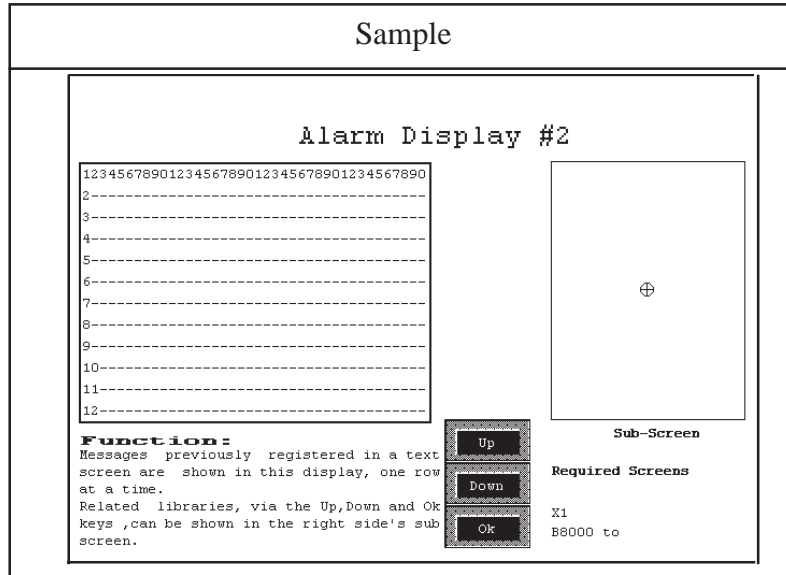 Sample
Alarm Display #2
1234567890123456789012345678901234567890
2---------------------------------------
3---------------------------------------
4---------------------------------------
5---------------------------------------
6---------------------------------------
7---------------------------------------
8---------------------------------------
9---------------------------------------
10--------------------------------------
11--------------------------------------
12--------------------------------------
Function:
Messages previously registered in a text
screen are shown in this display, one row
at a time.
Related libraries, via the Up,Down and Ok
keys ,can be shown in the right side's sub
screen.
Up
Down
Ok
Sub-Screen
Required Screens
X1
B8000 to